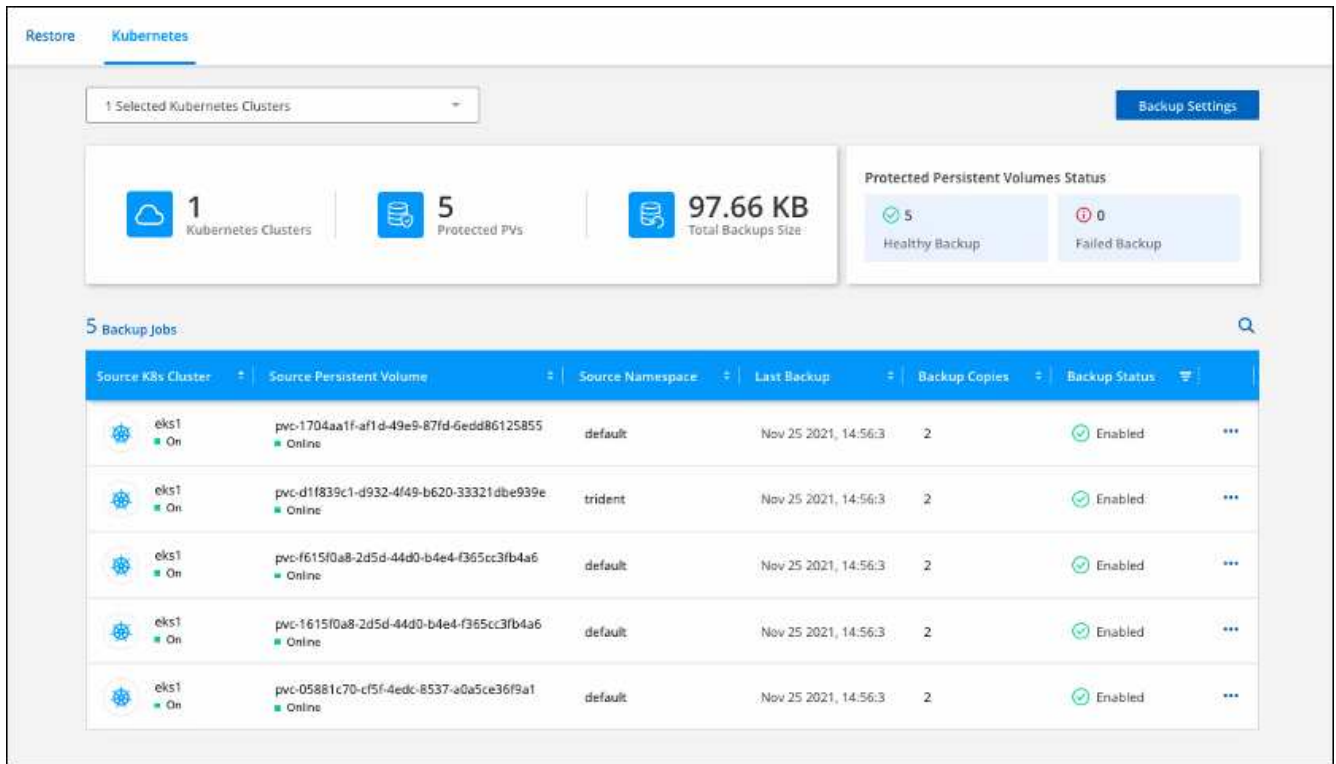 Restore Kubernetes
1 Selected Kubernetes Clusters
Backup Settings
1
Kubernetes Clusters
5
Protected PVs
97.66 KB
Total Backups Size
Protected Persistent Volumes Status
5
Healthy Backup
0
Failed Backup
5 Backup Jobs
Source K8s Cluster Source Persistent Volume Source Namespace Last Backup Backup Copies Backup Status
eks1 pvc-1704aa1f-af1d-49e9-87fd-6edd86125855 default Nov 25 2021, 14:56:3 2 Enabled
On Online
eks1 pvc-d1f839c1-d932-4f49-b620-33321dbe939e trident Nov 25 2021, 14:56:3 2 Enabled
On Online
eks1 pvc-f615f0a8-2d5d-44d0-b4e4-f365cc3fb4a6 default Nov 25 2021, 14:56:3 2 Enabled
On Online
eks1 pvc-1615f0a8-2d5d-44d0-b4e4-f365cc3fb4a6 default Nov 25 2021, 14:56:3 2 Enabled
On Online
eks1 pvc-05881c70-cf5f-4edc-8537-a0a5ce36f9a1 default Nov 25 2021, 14:56:3 2 Enabled
On Online